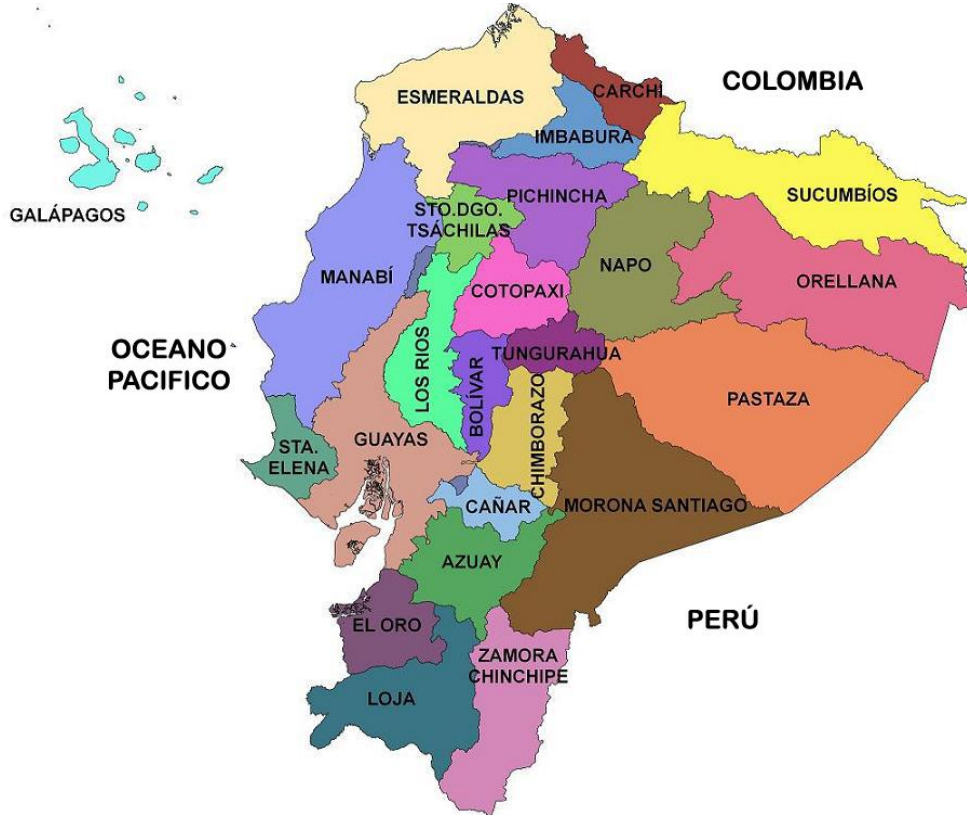 COLOMBIA
CARCHÍ
ESMERALDAS
IMBABURA
SUCUMBÍOS
PICHINCHA
GALÁPAGOS
STO.DGO.
TSÁCHILAS
NAPO
MANABÍ
ORELLANA
COTOPAXI
OCEANO
PACIFICO
TUNGURAHUA
LOS RIOS
BOLÍVAR
CHIMBORAZO
PASTAZA
GUAYAS
STA.
ELENA
CAÑAR
MORONA SANTIAGO
AZUAY
PERÚ
EL ORO
ZAMORA
CHINCHIPE
LOJA